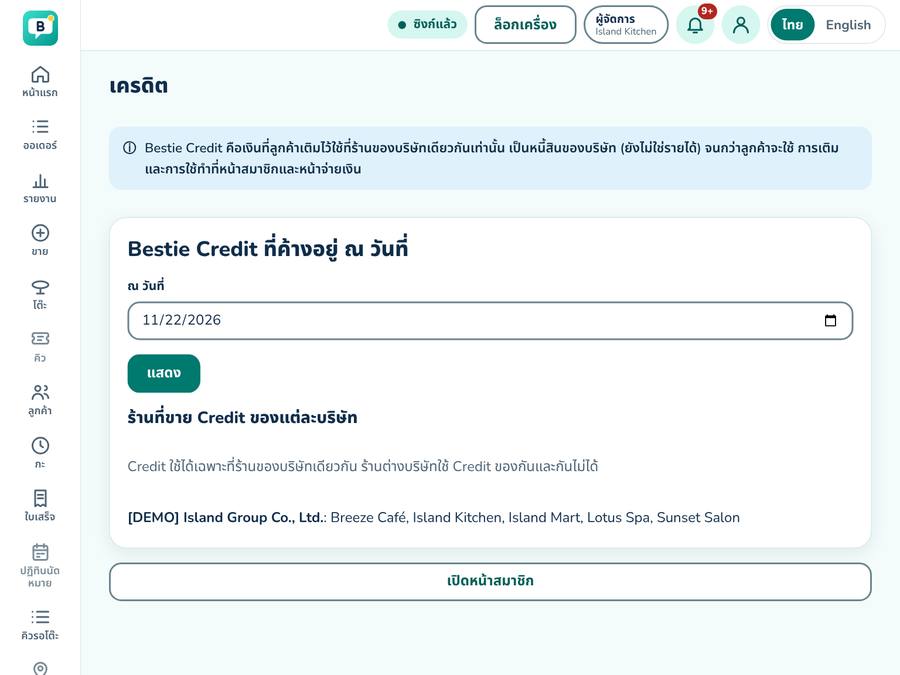 B
ซิงก์แล้ว
ล็อกเครื่อง
ผู้จัดการ
Island Kitchen
9+
ไทย
English
หน้าแรก
ออเดอร์
รายงาน
ขาย
โต๊ะ
คิว
ลูกค้า
กะ
ใบเสร็จ
ปฏิทินนัด
หมาย
คิวรอโต๊ะ
เครดิต
Bestie Credit คือเงินที่ลูกค้าเติมไว้ใช้ที่ร้านของบริษัทเดียวกันเท่านั้น เป็นหนี้สินของบริษัท (ยังไม่ใช่รายได้) จนกว่าลูกค้าจะใช้ การเติม
และการใช้ทำที่หน้าสมาชิกและหน้าจ่ายเงิน
Bestie Credit ที่ค้างอยู่ ณ วันที่
ณ วันที่
11/22/2026
แสดง
ร้านที่ขาย Credit ของแต่ละบริษัท
Credit ใช้ได้เฉพาะที่ร้านของบริษัทเดียวกัน ร้านต่างบริษัทใช้ Credit ของกันและกันไม่ได้
[DEMO] Island Group Co., Ltd.: Breeze Café, Island Kitchen, Island Mart, Lotus Spa, Sunset Salon
เปิดหน้าสมาชิก